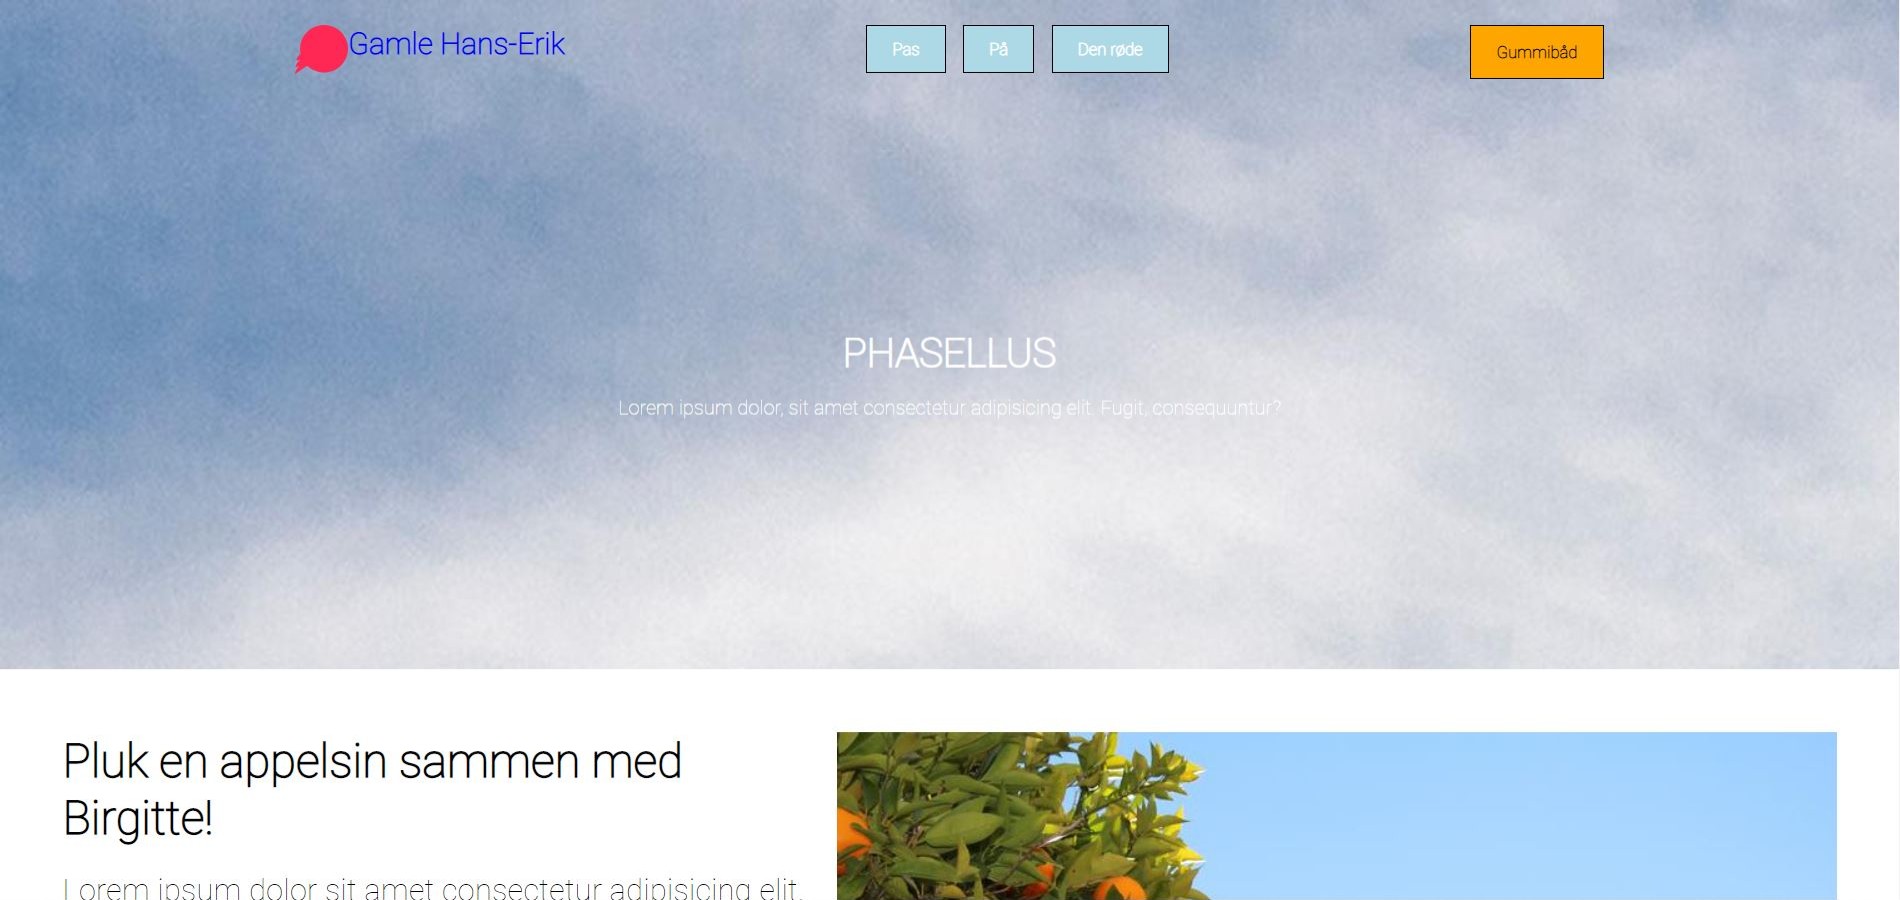 Gamle Hans-Erik
Pas
På
Den røde
Gummibåd
PHASELLUS
Lorem ipsum dolor, sit amet consectetur adipisicing elit. Fugit, consequuntur?
Pluk en appelsin sammen med
Birgitte!
Lorem ipsum dolor sit amet consectetur adipisicing elit.